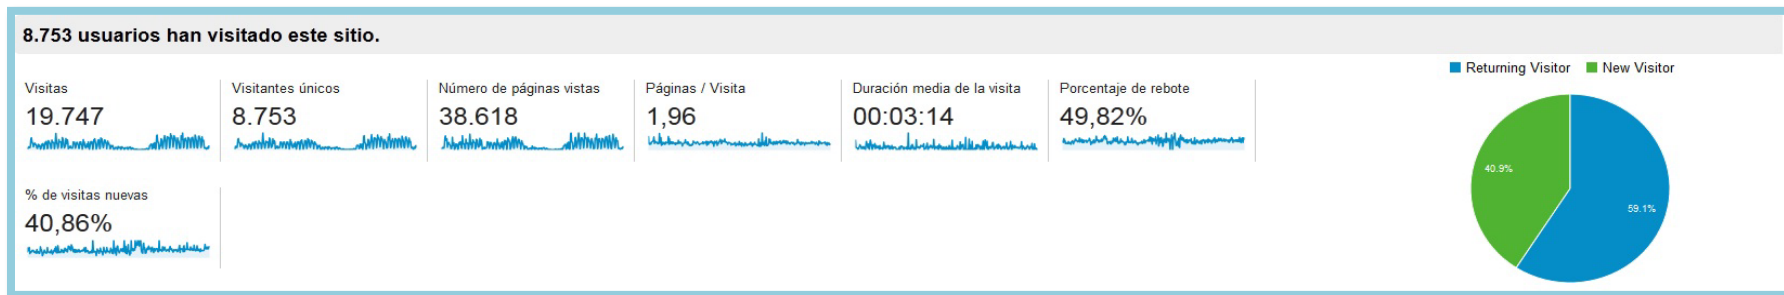 8.753 usuarios han visitado este sitio.
Returning Visitor New Visitor
Visitas
19.747
Visitantes únicos
8.753
Número de páginas vistas
38.618
Páginas / Visita
1,96
Duración media de la visita
00:03:14
Porcentaje de rebote
49,82%
% de visitas nuevas
40,86%
40.9%
59.1%